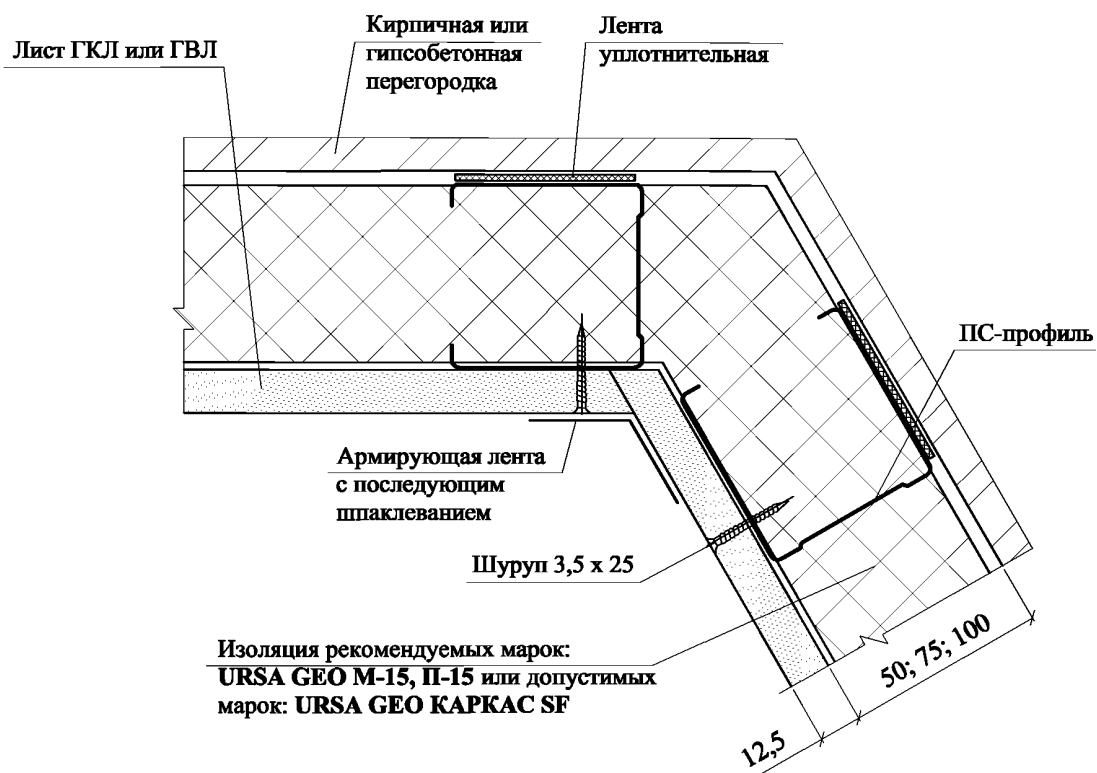 Лист ГКЛ или ГВЛ
Кирпичная или
гипсобетонная
перегородка
Лента
уплотнительная
ПС-профиль
Армирующая лента
с последующим
шпаклеванием
Шуруп 3,5 х 25
Изоляция рекомендуемых марок:
URSA GEO М-15, П-15 или допустимых
марок: URSA GEO КАРКАС SF
50; 75; 100
12,5